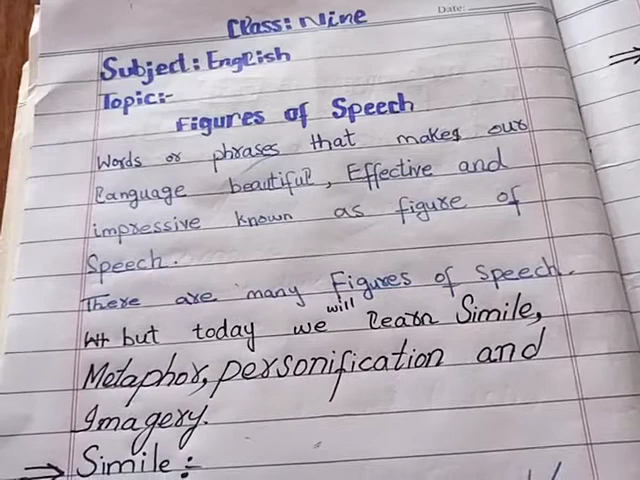 Date:
Class: Nine
Subject: English
Topic:-
Figures of Speech
Words or phrases that makes our
language beautiful, Effective and
impressive known as figure of
Speech.
There are many Figures of Speech.
but today we will learn Simile,
Metaphor, personification and
Imagery.
⇒ Simile :-